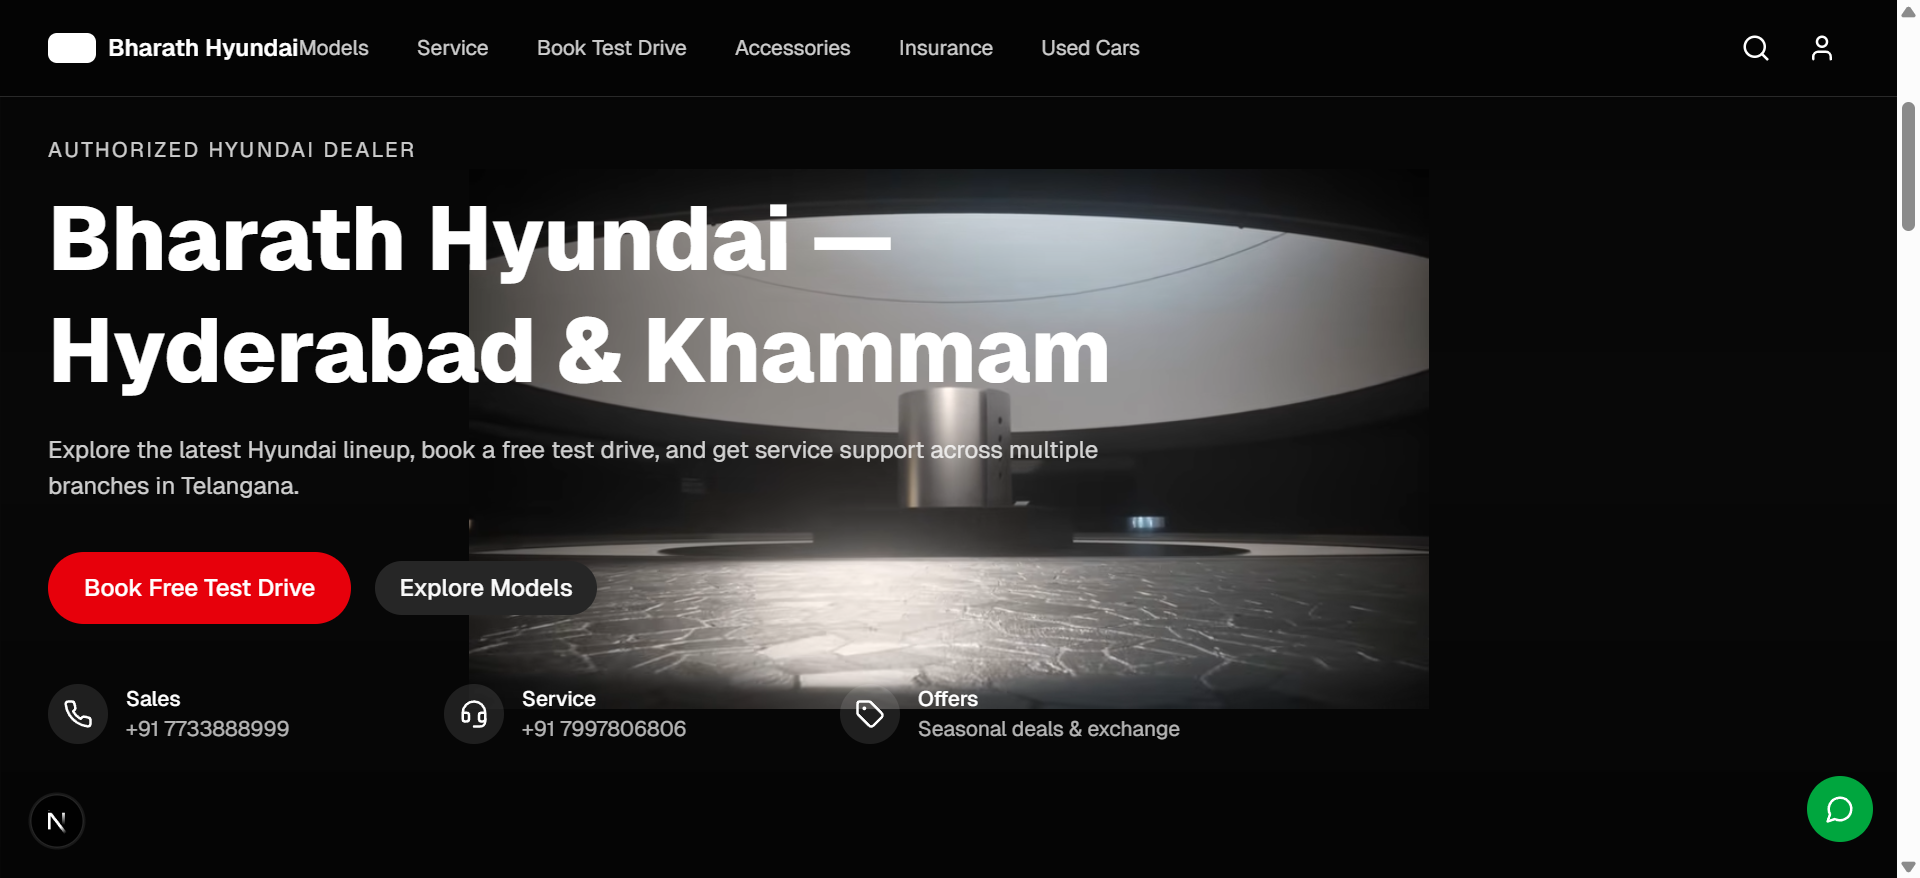 Bharath Hyundai Models Service Book Test Drive Accessories Insurance Used Cars
AUTHORIZED HYUNDAI DEALER
Bharath Hyundai —
Hyderabad & Khammam
Explore the latest Hyundai lineup, book a free test drive, and get service support across multiple
branches in Telangana.
Book Free Test Drive Explore Models
Sales
+91 7733888999
Service
+91 7997806806
Offers
Seasonal deals & exchange
N